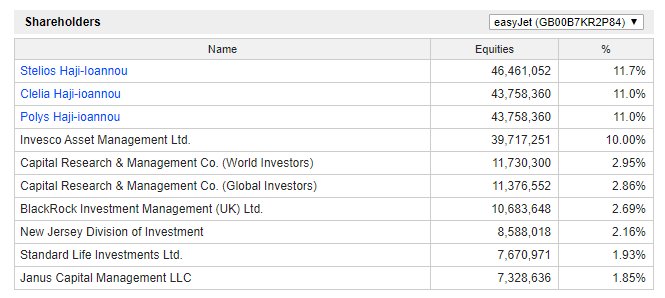 Shareholders easyJet (GB00B7KR2P84)
Name Equities %
Stelios Haji-Ioannou 46,461,052 11.7%
Clelia Haji-ioannou 43,758,360 11.0%
Polys Haji-ioannou 43,758,360 11.0%
Invesco Asset Management Ltd. 39,717,251 10.00%
Capital Research & Management Co. (World Investors) 11,730,300 2.95%
Capital Research & Management Co. (Global Investors) 11,376,552 2.86%
BlackRock Investment Management (UK) Ltd. 10,683,648 2.69%
New Jersey Division of Investment 8,588,018 2.16%
Standard Life Investments Ltd. 7,670,971 1.93%
Janus Capital Management LLC 7,328,636 1.85%